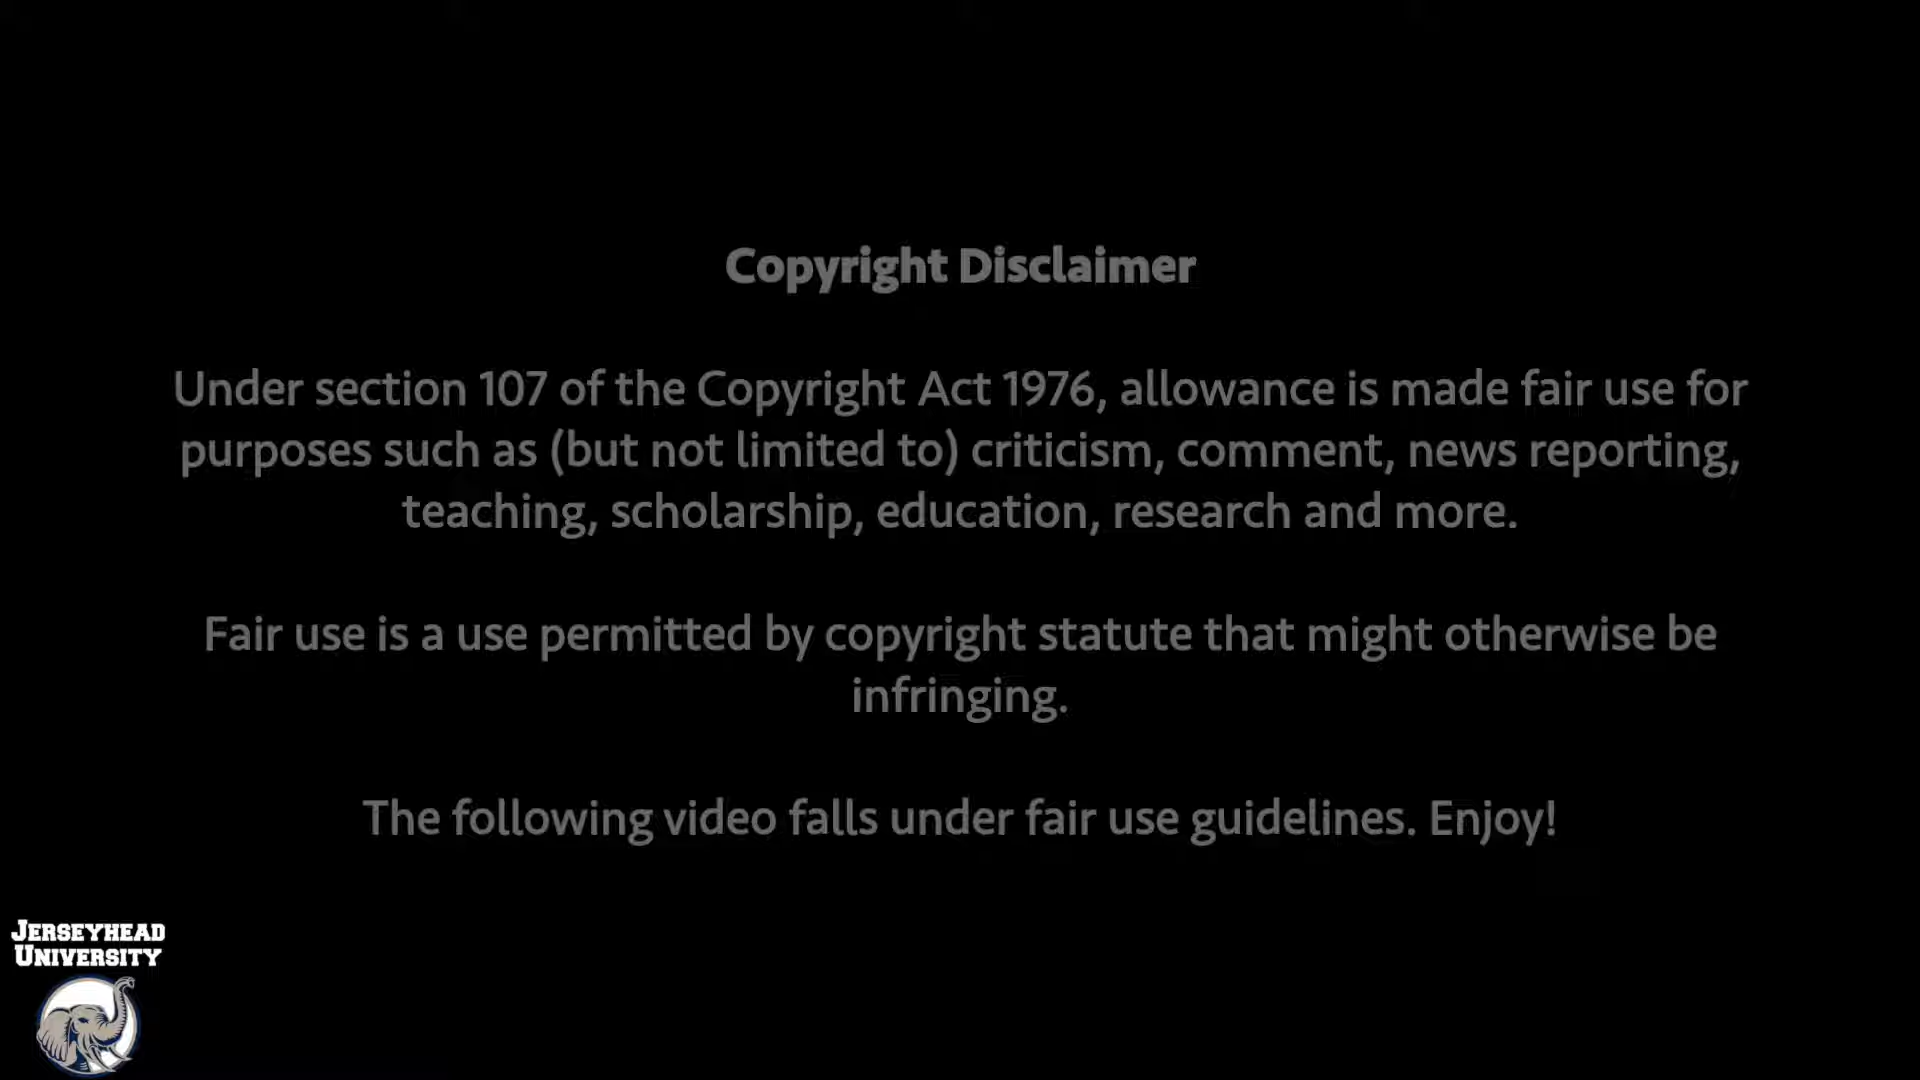 Copyright Disclaimer
Under section 107 of the Copyright Act 1976, allowance is made fair use for
purposes such as (but not limited to) criticism, comment, news reporting,
teaching, scholarship, education, research and more.
Fair use is a use permitted by copyright statute that might otherwise be
infringing.
The following video falls under fair use guidelines. Enjoy!
JERSEYHEAD
UNIVERSITY